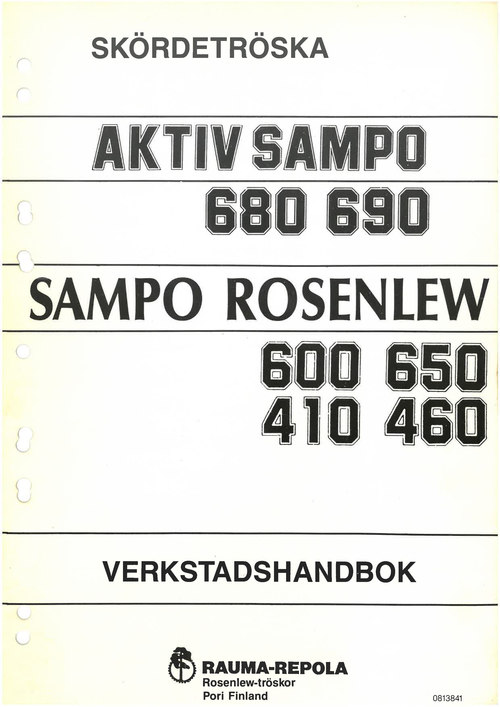 SKÖRDETRÖSKA
AKTIV SAMPO
680 690
SAMPO ROSENLEW
600 650
410 460
VERKSTADSHANDBOK
RAUMA-REPOLA
Rosenlew-tröskor
Pori Finland
0813841